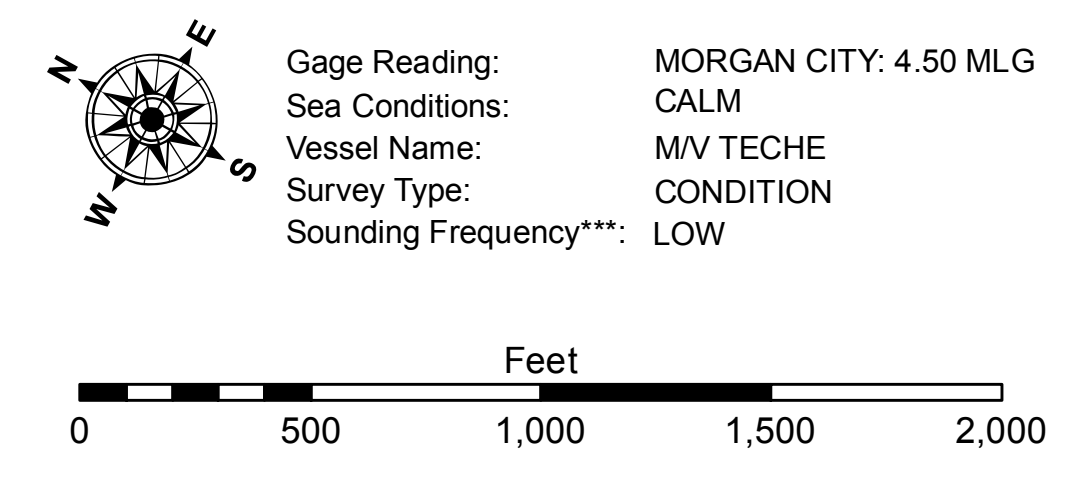 N
E
W
S
Gage Reading: MORGAN CITY: 4.50 MLG
Sea Conditions: CALM
Vessel Name: M/V TECHE
Survey Type: CONDITION
Sounding Frequency***: LOW
Feet
0 500 1,000 1,500 2,000